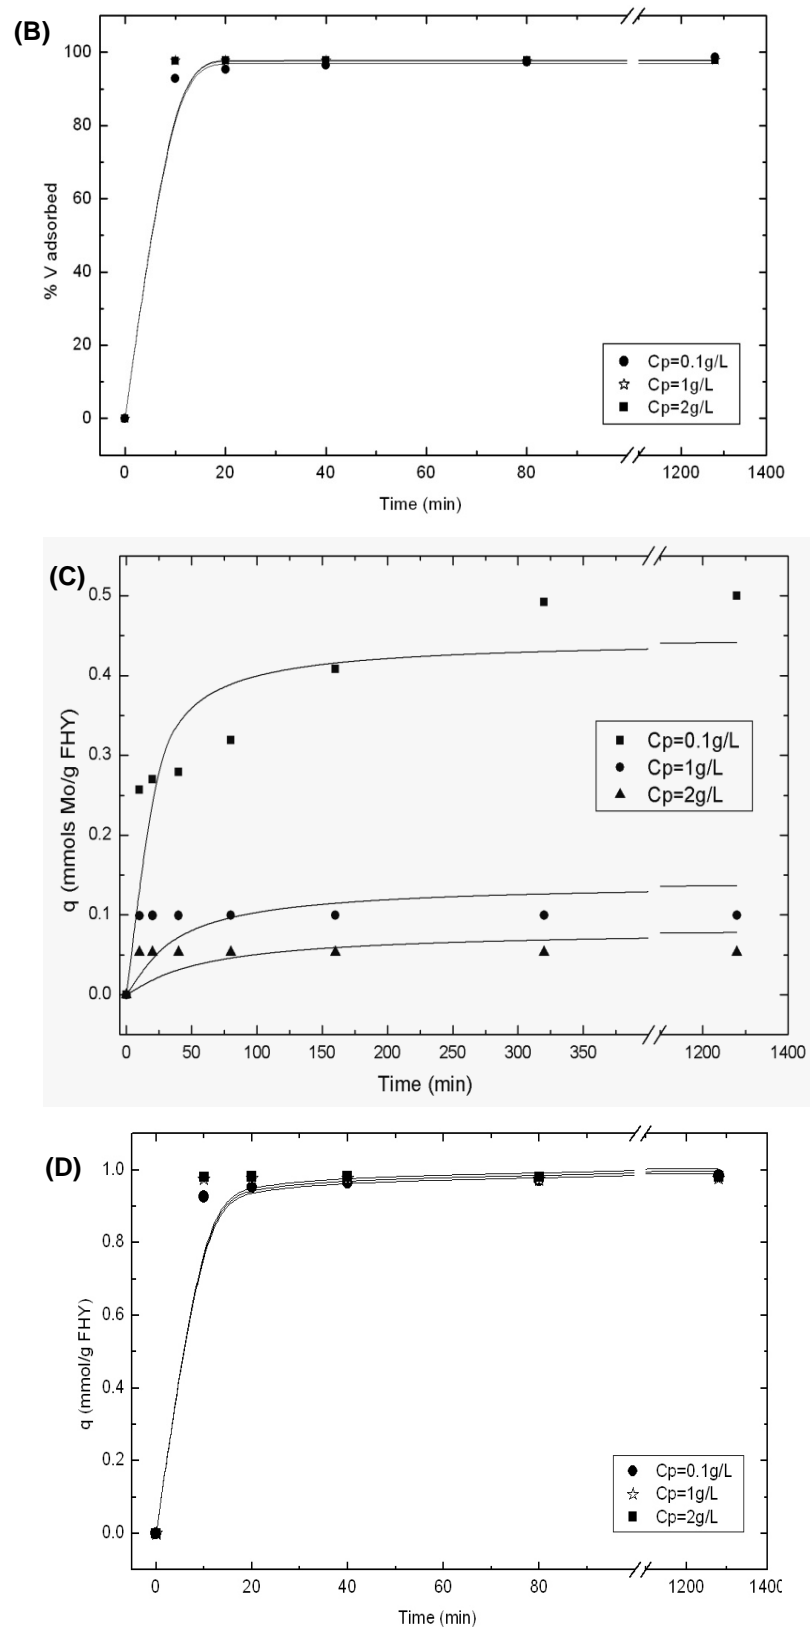 (B)
100
80
60
40
20
0
% V adsorbed
Cp=0.1g/L
Cp=1g/L
Cp=2g/L
0 20 40 60 80 1200 1400
Time (min)
(C)
0.5
0.4
0.3
0.2
0.1
0.0
q (mmols Mo/g FHY)
Cp=0.1g/L
Cp=1g/L
Cp=2g/L
0 50 100 150 200 250 300 350 1200 1400
Time (min)
(D)
1.0
0.8
0.6
0.4
0.2
0.0
q (mmol/g FHY)
Cp=0.1g/L
Cp=1g/L
Cp=2g/L
0 20 40 60 80 1200 1400
Time (min)